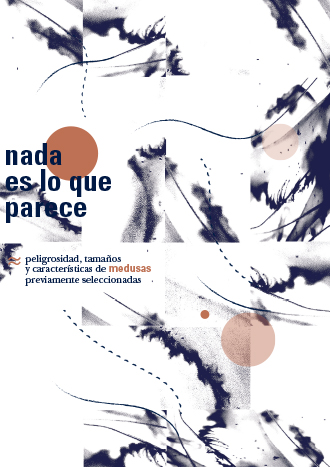 nada
es lo que
parece
peligrosidad, tamaños
y características de medusas
previamente seleccionadas